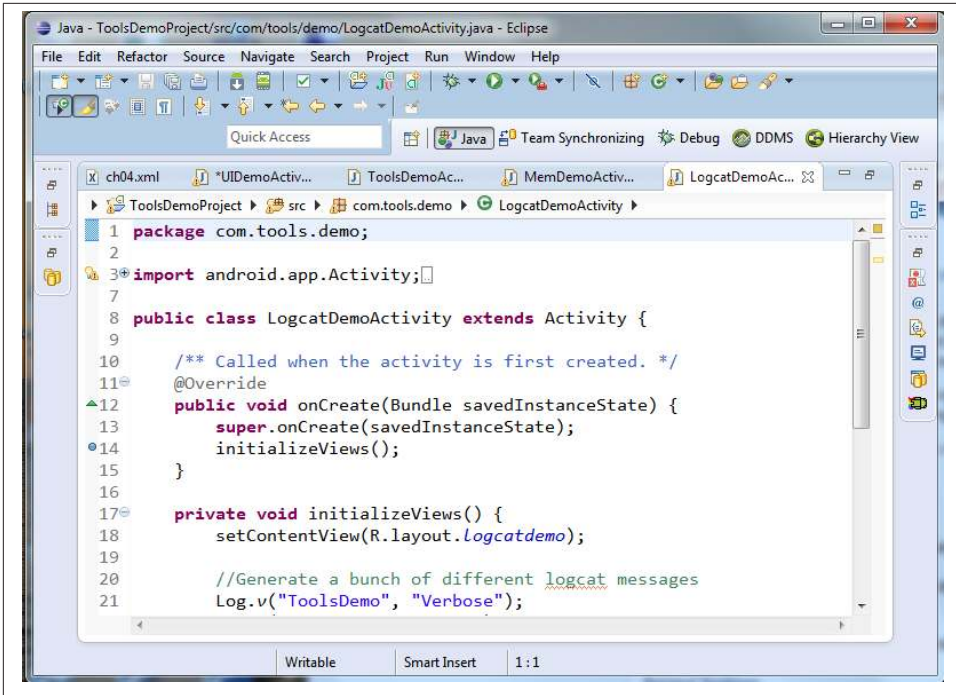 Java - ToolsDemoProject/src/com/tools/demo/LogcatDemoActivity.java - Eclipse
File Edit Refactor Source Navigate Search Project Run Window Help
Quick Access Java Team Synchronizing Debug DDMS Hierarchy View
ch04.xml *UIDemoActiv... ToolsDemoAc... MemDemoActiv... LogcatDemoAc...
ToolsDemoProject src com.tools.demo LogcatDemoActivity
1 package com.tools.demo;
2
3 import android.app.Activity;
7
8 public class LogcatDemoActivity extends Activity {
9
10 /** Called when the activity is first created. */
11 @Override
12 public void onCreate(Bundle savedInstanceState) {
13 super.onCreate(savedInstanceState);
14 initializeViews();
15 }
16
17 private void initializeViews() {
18 setContentView(R.layout.logcatdemo);
19
20 //Generate a bunch of different logcat messages
21 Log.v("ToolsDemo", "Verbose");
Writable Smart Insert 1:1